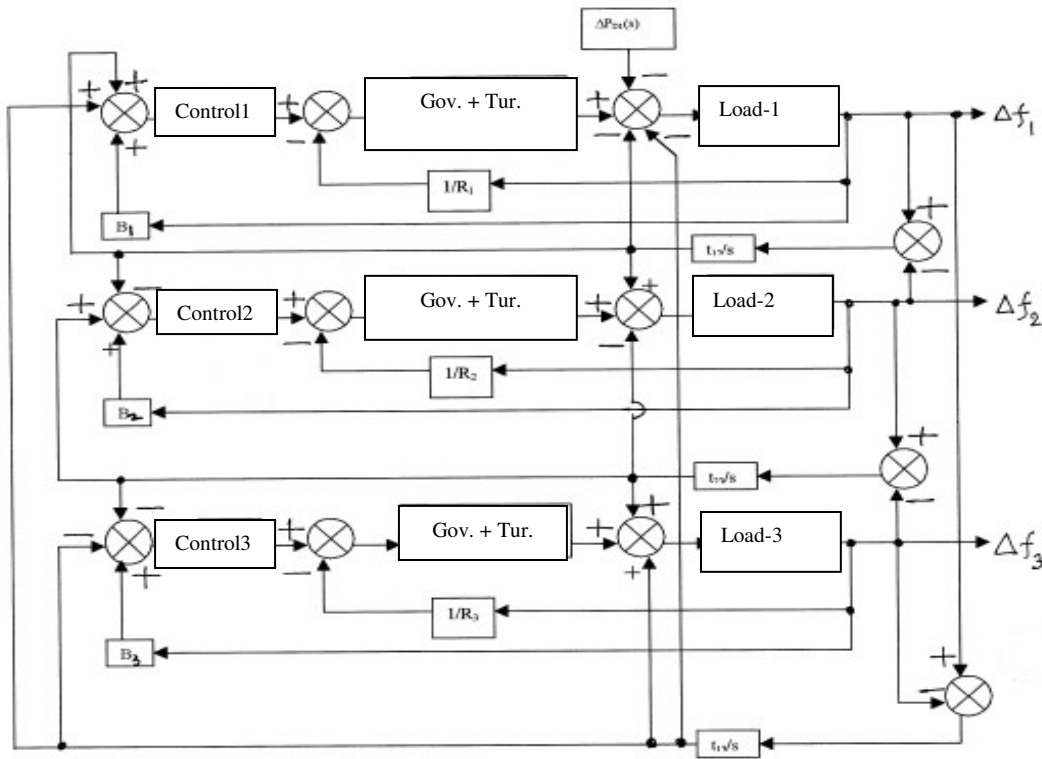 ΔP_D1(s)
Control1
Gov. + Tur.
Load-1
Δf₁
1/R₁
B₁
t₁₂/s
Control2
Gov. + Tur.
Load-2
Δf₂
1/R₂
B₂
t₂₃/s
Control3
Gov. + Tur.
Load-3
Δf₃
1/R₃
B₃
t₁₃/s